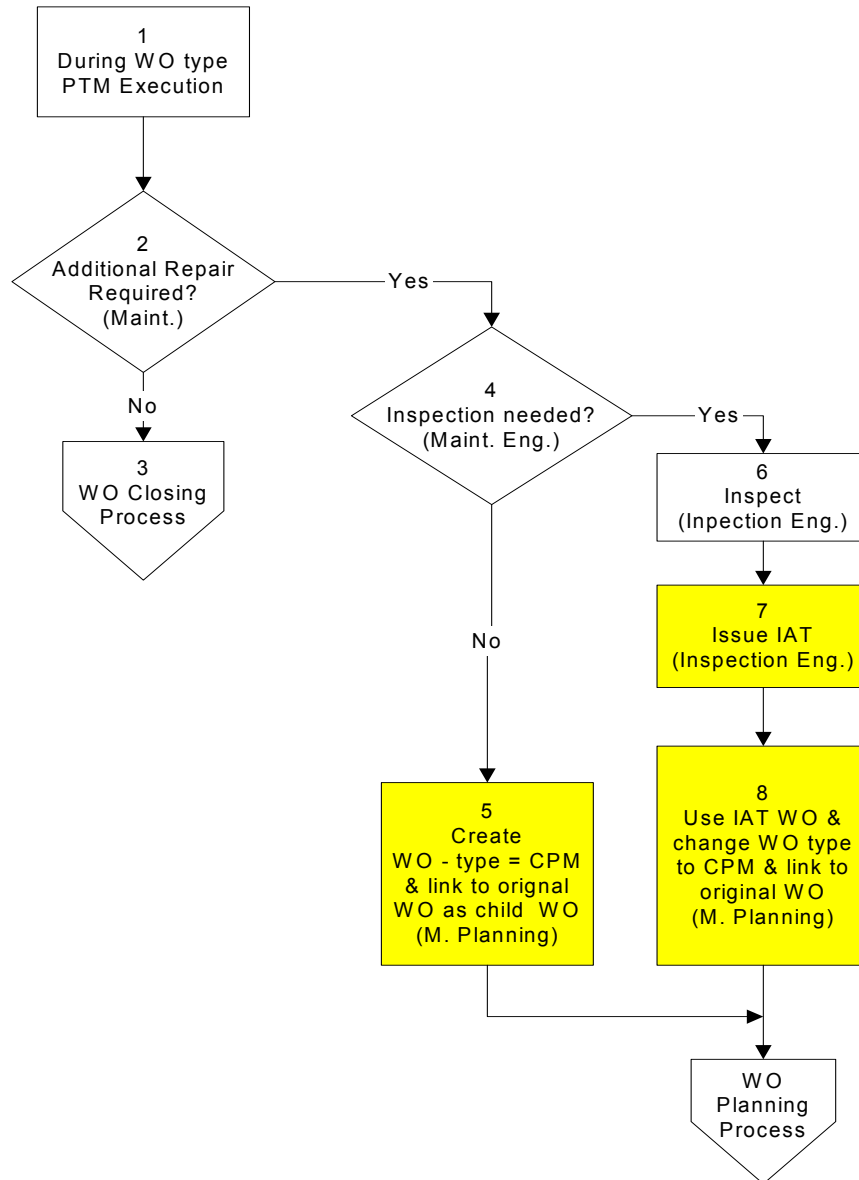 1
During WO type
PTM Execution
2
Additional Repair
Required?
(Maint.)
Yes
No
3
WO Closing
Process
4
Inspection needed?
(Maint. Eng.)
Yes
No
6
Inspect
(Inpection Eng.)
7
Issue IAT
(Inspection Eng.)
5
Create
WO - type = CPM
& link to orignal
WO as child WO
(M. Planning)
8
Use IAT WO &
change WO type
to CPM & link to
original WO
(M. Planning)
WO
Planning
Process